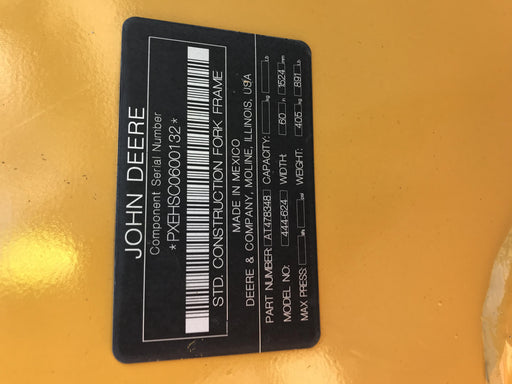 JOHN DEERE
Component Serial Number
*PXEHSC0600132*
STD. CONSTRUCTION FORK FRAME
MADE IN MEXICO
DEERE & COMPANY, MOLINE, ILLINOIS, USA
PART NUMBER: AT478348 CAPACITY: kg Lb
MODEL NO: 444-624 WIDTH: 60 in 1524 mm
MAX PRESS: WEIGHT: 405 kg 891 Lb